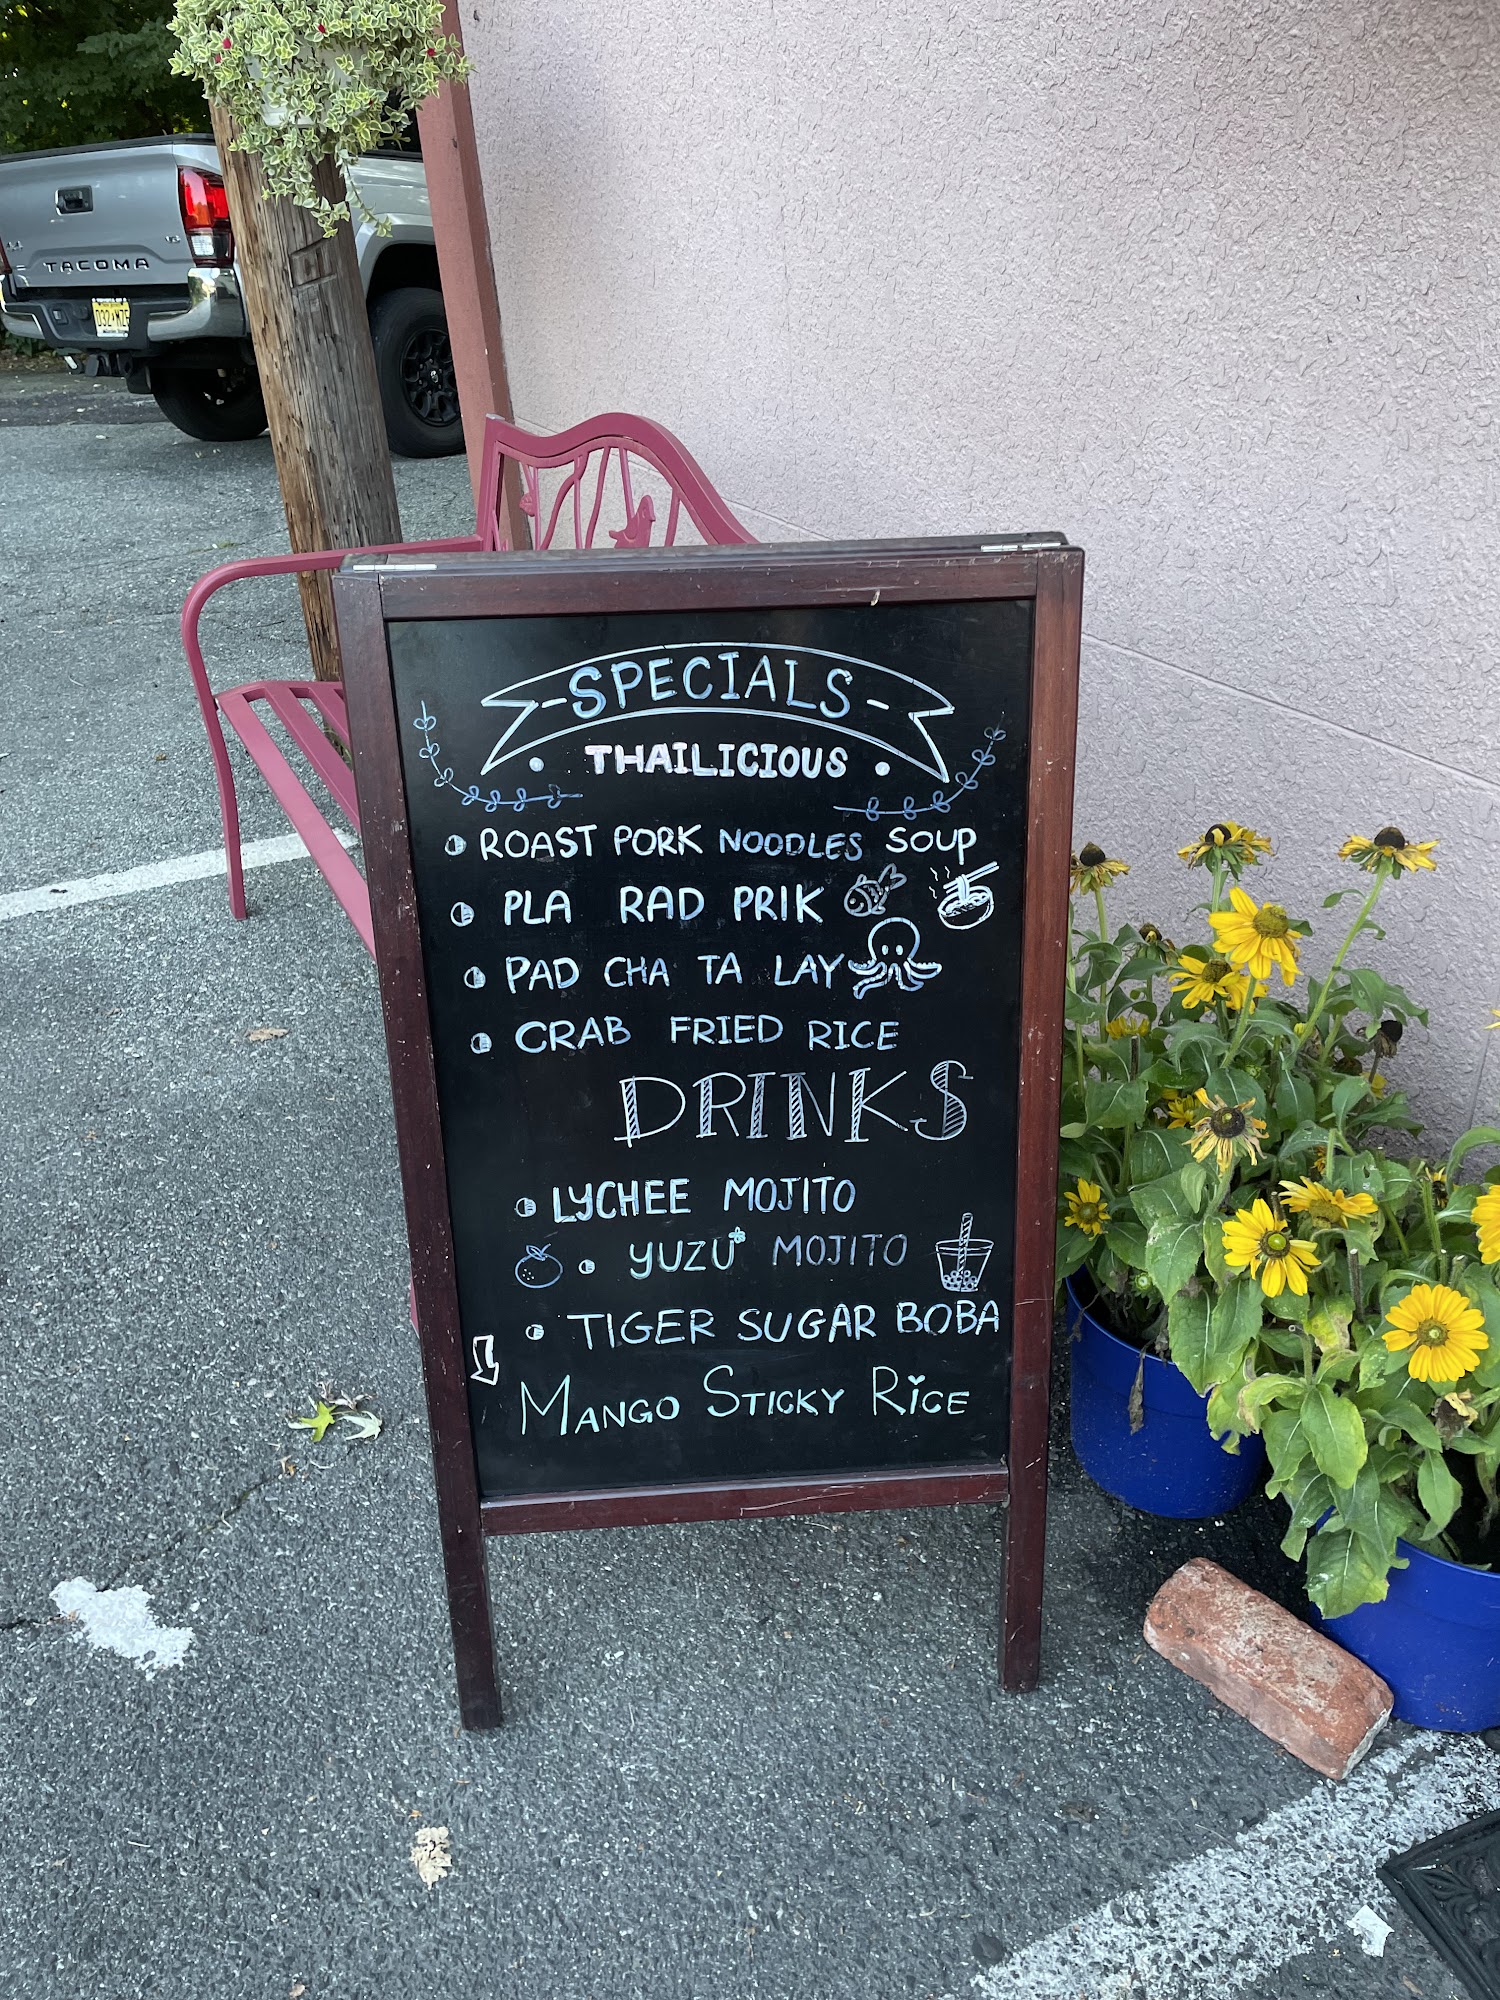 TACOMA
V6
-SPECIALS-
THAILICIOUS
ROAST PORK NOODLES SOUP
PLA RAD PRIK
PAD CHA TA LAY
CRAB FRIED RICE
DRINKS
LYCHEE MOJITO
YUZU MOJITO
TIGER SUGAR BOBA
MANGO STICKY RICE